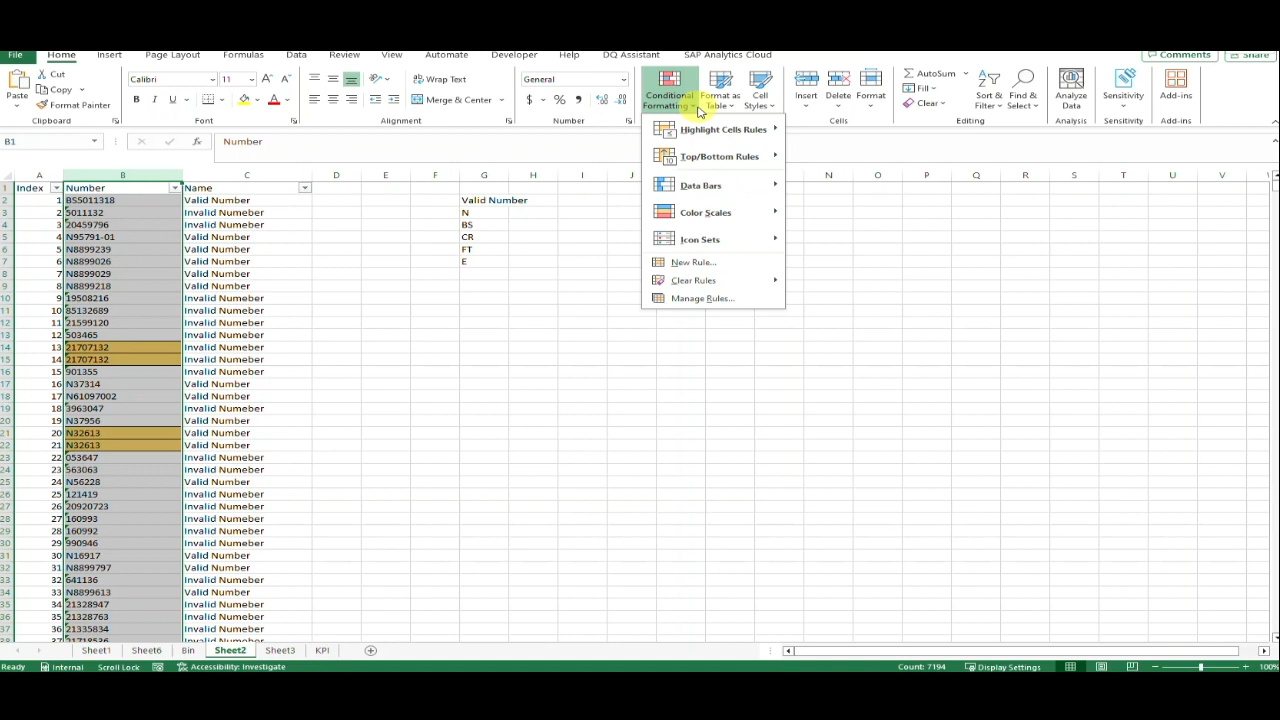 File Home Insert Page Layout Formulas Data Review View Automate Developer Help DQ Assistant SAP Analytics Cloud Comments Share
Paste Cut Copy Format Painter Clipboard
Calibri 11 B I U Font
Wrap Text Merge & Center Alignment
General $ % Number
Conditional Formatting Format as Table Cell Styles
Insert Delete Format Cells
AutoSum Fill Clear Sort & Filter Find & Select Editing
Analyze Data Analysis
Sensitivity Sensitivity
Add-ins Add-ins
Highlight Cells Rules
Top/Bottom Rules
Data Bars
Color Scales
Icon Sets
New Rule...
Clear Rules
Manage Rules...
B1 fx Number
A B C D E F G H I J N O P Q R S T U V W
1 Index Number Name
2 1 BS5011318 Valid Number Valid Number
3 2 5011132 Invalid Numeber N
4 3 20459796 Invalid Numeber BS
5 4 N95791-01 Valid Number CR
6 5 N8899239 Valid Number FT
7 6 N8899026 Valid Number E
8 7 N8899029 Valid Number
9 8 N8899218 Valid Number
10 9 19508216 Invalid Numeber
11 10 85132689 Invalid Numeber
12 11 21599120 Invalid Numeber
13 12 503465 Invalid Numeber
14 13 21707132 Invalid Numeber
15 14 21707132 Invalid Numeber
16 15 901355 Invalid Numeber
17 16 N37314 Valid Number
18 17 N61097002 Valid Number
19 18 3963047 Invalid Numeber
20 19 N37956 Valid Number
21 20 N32613 Valid Number
22 21 N32613 Valid Number
23 22 053647 Invalid Numeber
24 23 563063 Invalid Numeber
25 24 N56228 Valid Number
26 25 121419 Invalid Numeber
27 26 20920723 Invalid Numeber
28 27 160993 Invalid Numeber
29 28 160992 Invalid Numeber
30 29 990946 Invalid Numeber
31 30 N16917 Valid Number
32 31 N8899797 Valid Number
33 32 641136 Invalid Numeber
34 33 N8899613 Valid Number
35 34 21328947 Invalid Numeber
36 35 21328763 Invalid Numeber
37 36 21335834 Invalid Numeber
38 37 21718536 Invalid Numeber
Sheet1 Sheet6 Bin Sheet2 Sheet3 KPI
Ready Internal Scroll Lock Accessibility: Investigate Count: 7194 Display Settings 100%